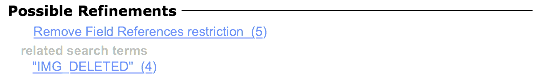 Possible Refinements
Remove Field References restriction (5)
related search terms
"IMG_DELETED" (4)